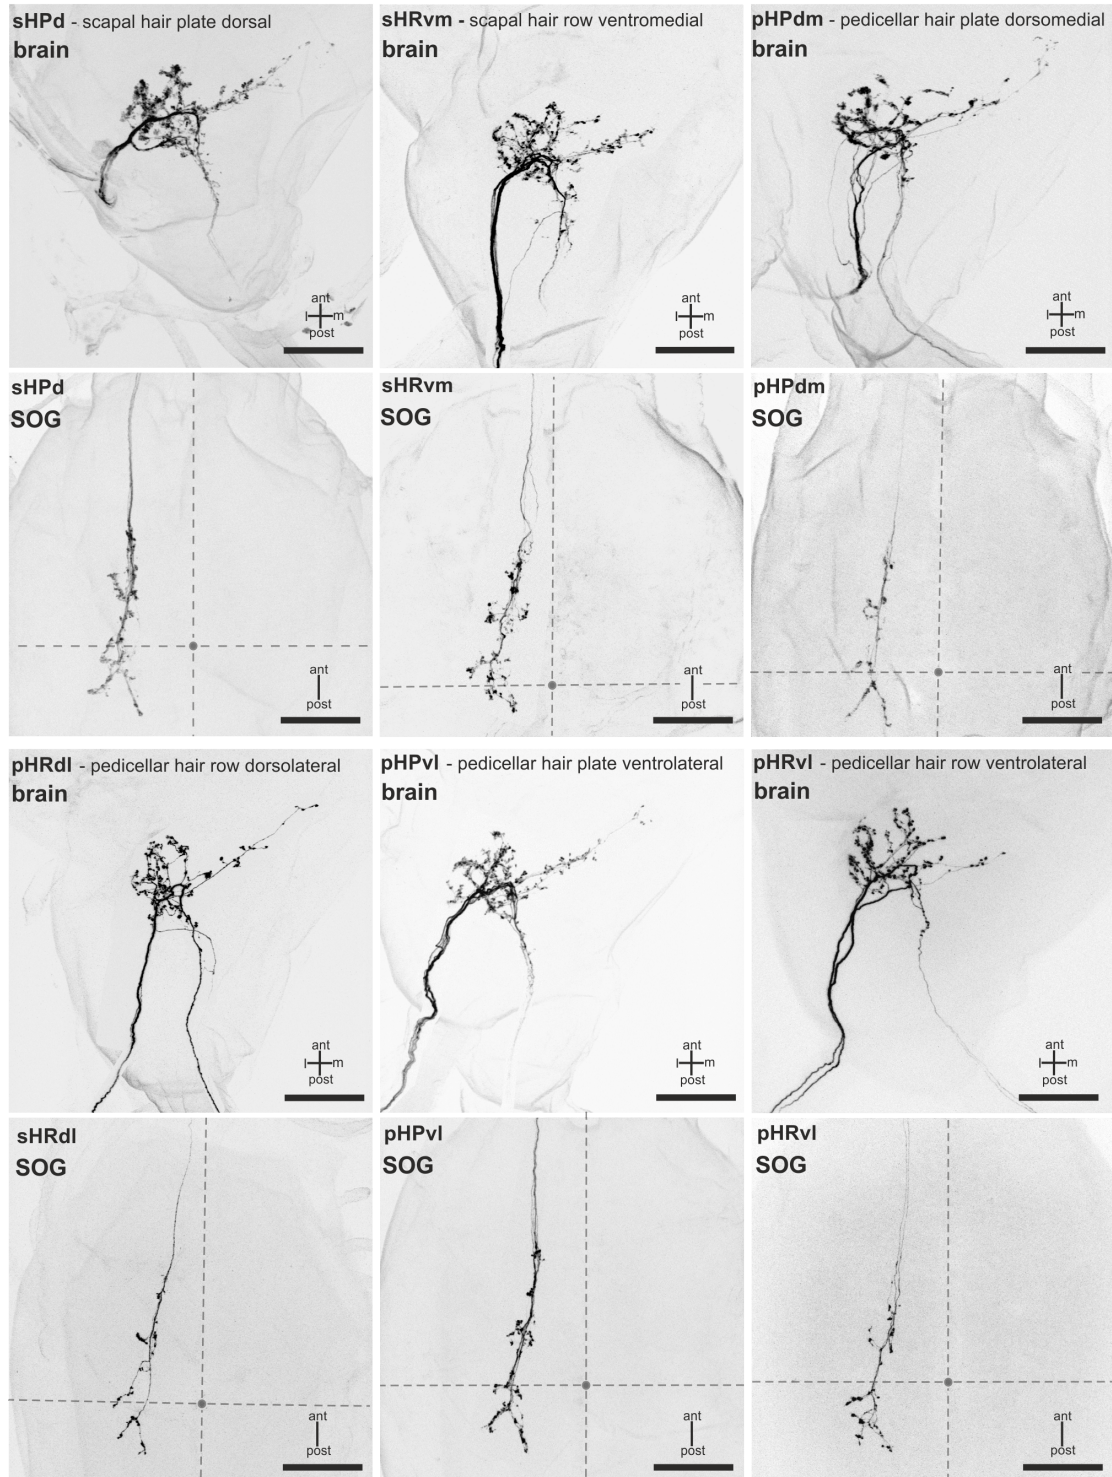 sHPd - scapal hair plate dorsal
brain
ant
l m
post
sHRvm - scapal hair row ventromedial
brain
ant
l m
post
pHPdm - pedicellar hair plate dorsomedial
brain
ant
l m
post
sHPd
SOG
ant
post
sHRvm
SOG
ant
post
pHPdm
SOG
ant
post
pHRdl - pedicellar hair row dorsolateral
brain
ant
l m
post
pHPvl - pedicellar hair plate ventrolateral
brain
ant
l m
post
pHRvl - pedicellar hair row ventrolateral
brain
ant
l m
post
sHRdl
SOG
ant
post
pHPvl
SOG
ant
post
pHRvl
SOG
ant
post